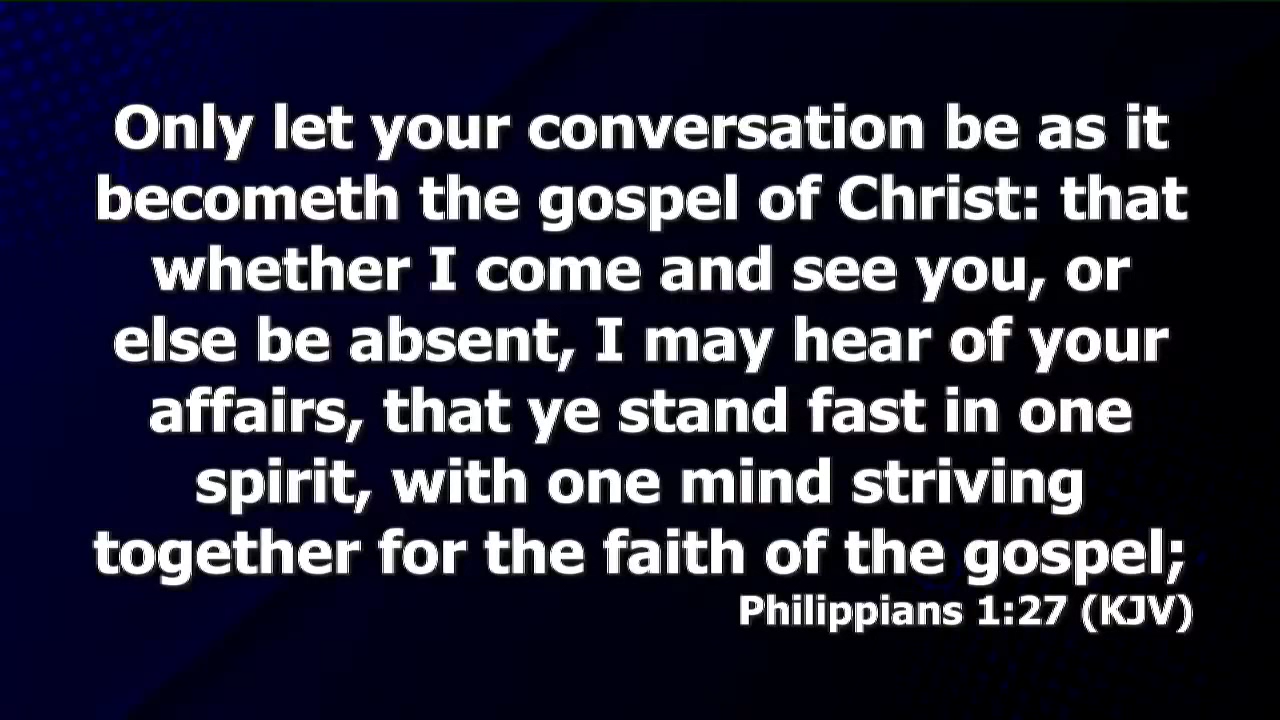 Only let your conversation be as it
becometh the gospel of Christ: that
whether I come and see you, or
else be absent, I may hear of your
affairs, that ye stand fast in one
spirit, with one mind striving
together for the faith of the gospel;
Philippians 1:27 (KJV)